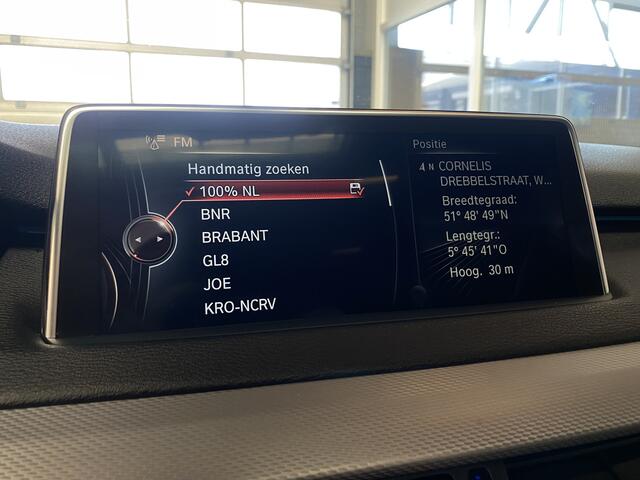 FM
Handmatig zoeken
100% NL
BNR
BRABANT
GL8
JOE
KRO-NCRV
Positie
N CORNELIS
DREBBELSTRAAT, W...
Breedtegraad:
51° 48' 49"N
Lengtegr.:
5° 45' 41"O
Hoog. 30 m